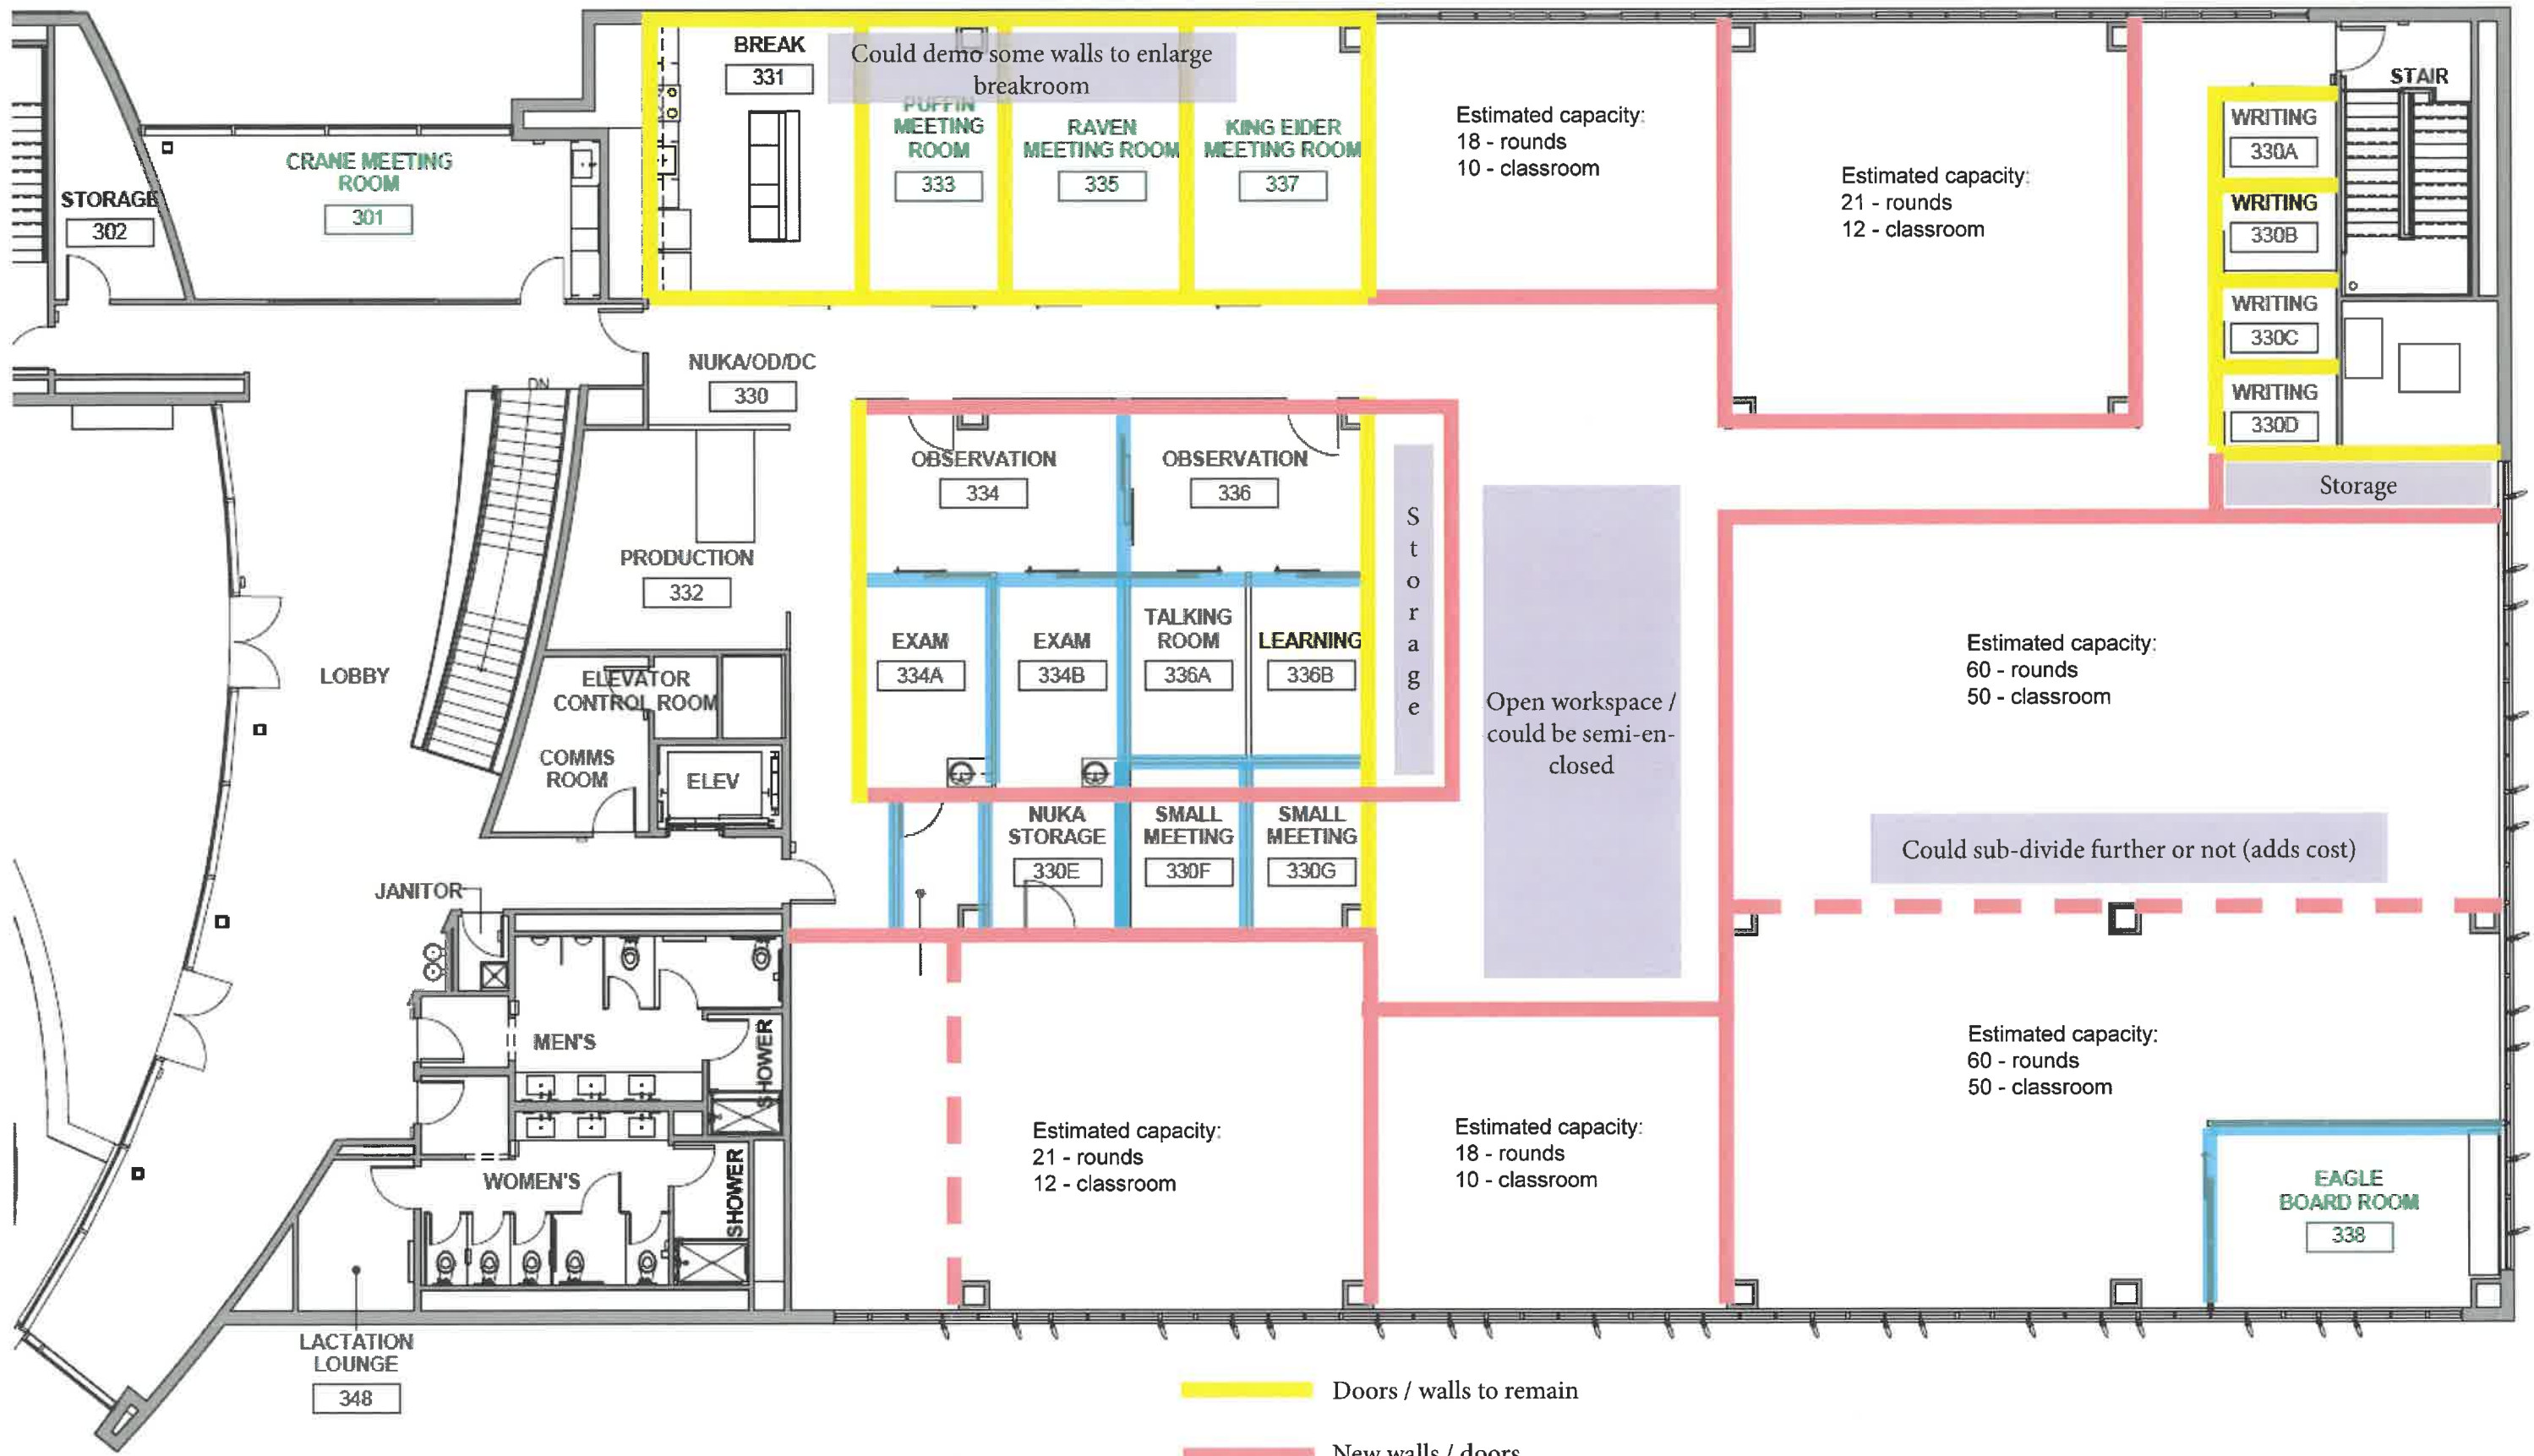 BREAK
331
Could demo some walls to enlarge
breakroom
PUFFIN
MEETING
ROOM
333
RAVEN
MEETING ROOM
335
KING EIDER
MEETING ROOM
337
Estimated capacity:
18 - rounds
10 - classroom
Estimated capacity:
21 - rounds
12 - classroom
STAIR
WRITING
330A
WRITING
330B
WRITING
330C
WRITING
330D
Storage
CRANE MEETING
ROOM
301
STORAGE
302
NUKA/OD/DC
330
DN
OBSERVATION
334
OBSERVATION
336
Storage
PRODUCTION
332
EXAM
334A
EXAM
334B
TALKING
ROOM
336A
LEARNING
336B
LOBBY
ELEVATOR
CONTROL ROOM
COMMS
ROOM
ELEV
Open workspace /
could be semi-en-
closed
Estimated capacity:
60 - rounds
50 - classroom
NUKA
STORAGE
330E
SMALL
MEETING
330F
SMALL
MEETING
330G
Could sub-divide further or not (adds cost)
JANITOR
MEN'S
SHOWER
WOMEN'S
SHOWER
Estimated capacity:
21 - rounds
12 - classroom
Estimated capacity:
18 - rounds
10 - classroom
Estimated capacity:
60 - rounds
50 - classroom
EAGLE
BOARD ROOM
338
LACTATION
LOUNGE
348
Doors / walls to remain
New walls / doors